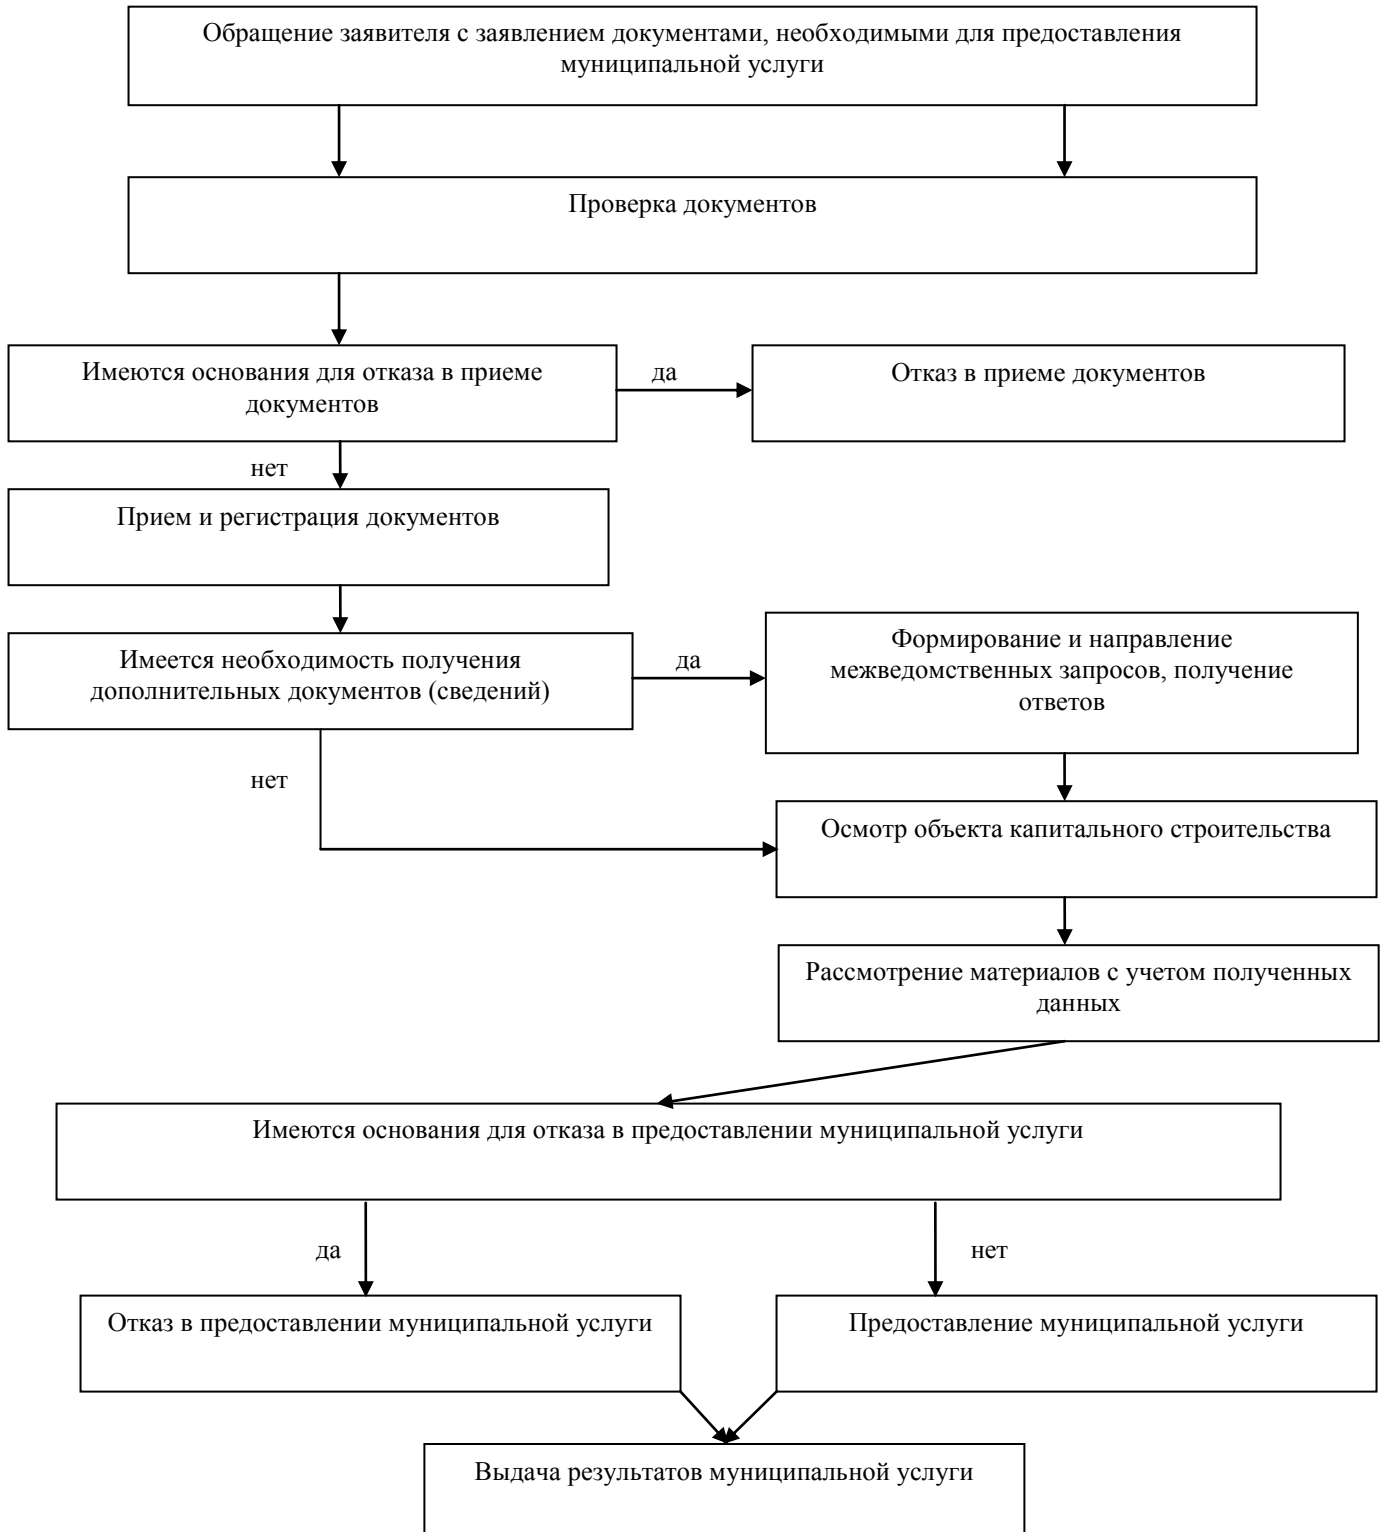 Обращение заявителя с заявлением документами, необходимыми для предоставления
муниципальной услуги
Проверка документов
Имеются основания для отказа в приеме
документов
да
Отказ в приеме документов
нет
Прием и регистрация документов
Имеется необходимость получения
дополнительных документов (сведений)
да
Формирование и направление
межведомственных запросов, получение
ответов
нет
Осмотр объекта капитального строительства
Рассмотрение материалов с учетом полученных
данных
Имеются основания для отказа в предоставлении муниципальной услуги
да
нет
Отказ в предоставлении муниципальной услуги
Предоставление муниципальной услуги
Выдача результатов муниципальной услуги